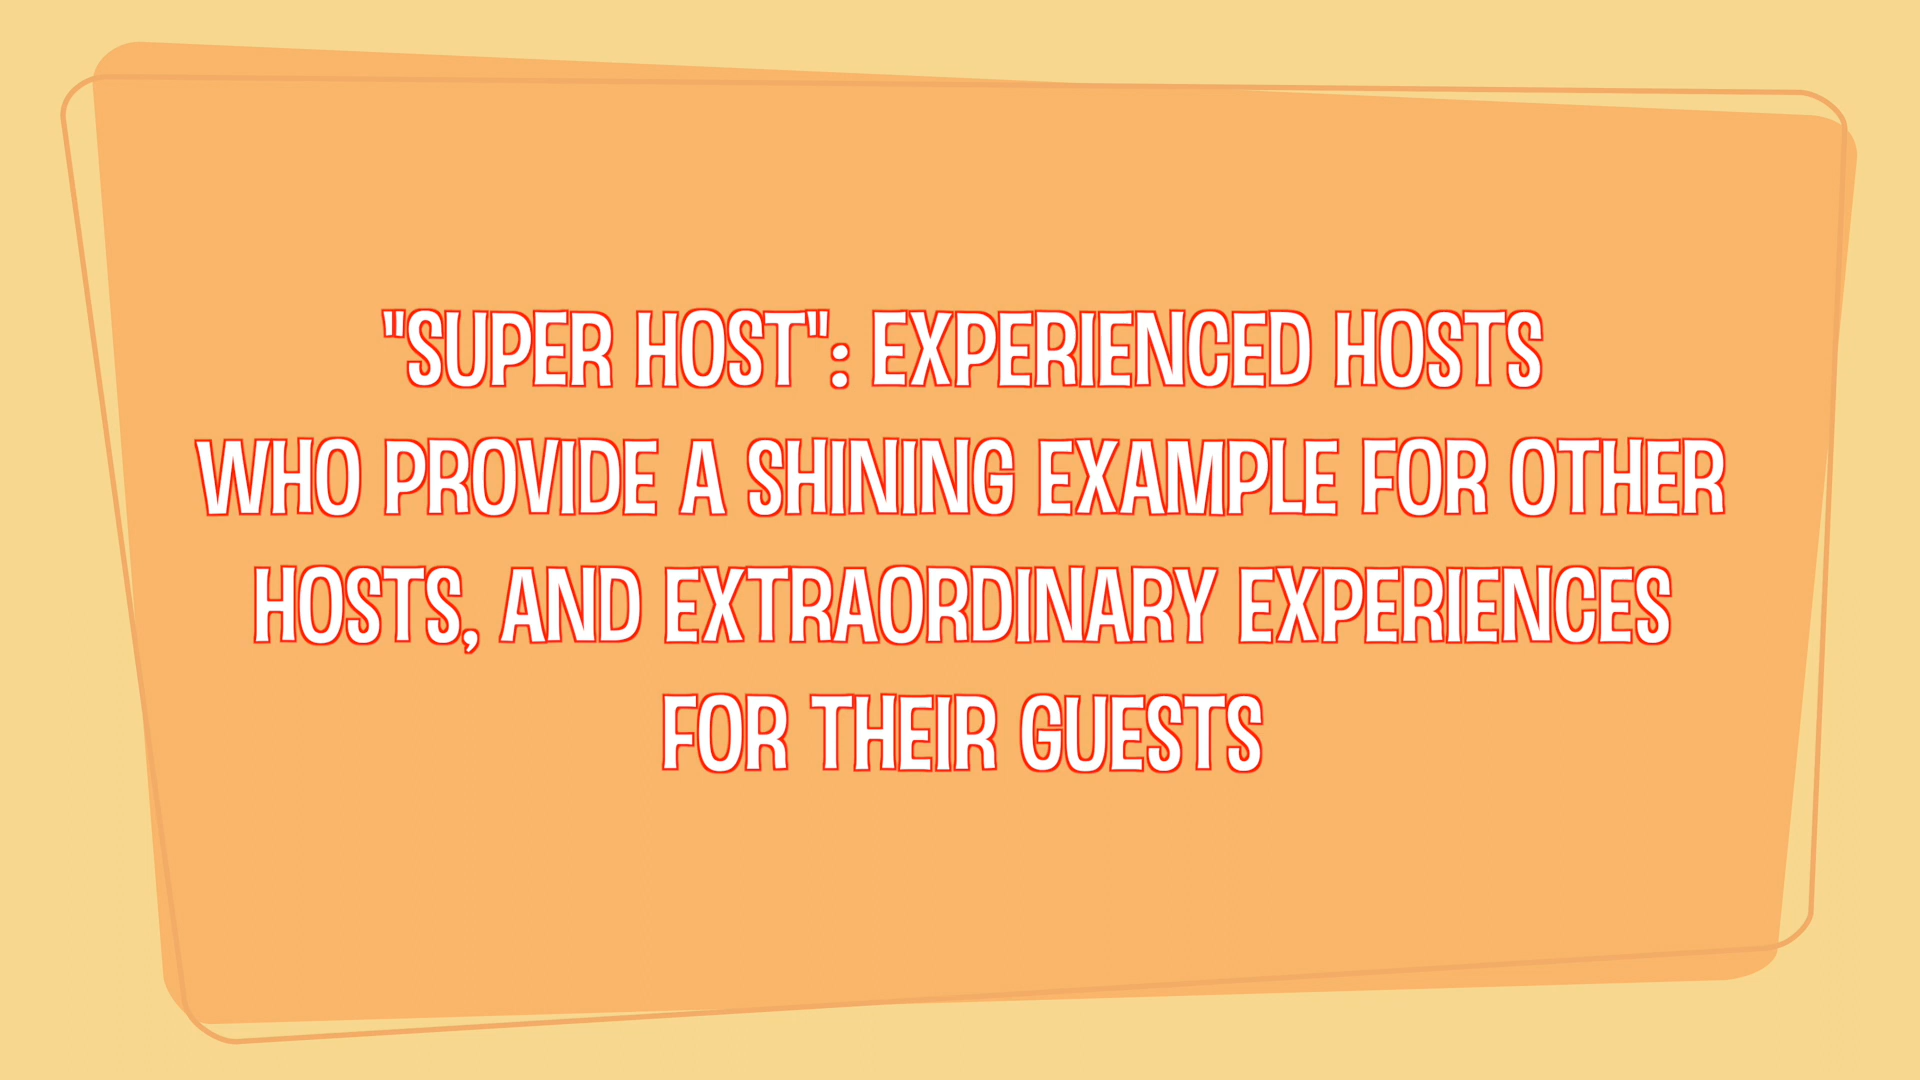 "SUPER HOST": EXPERIENCED HOSTS
WHO PROVIDE A SHINING EXAMPLE FOR OTHER
HOSTS, AND EXTRAORDINARY EXPERIENCES
FOR THEIR GUESTS